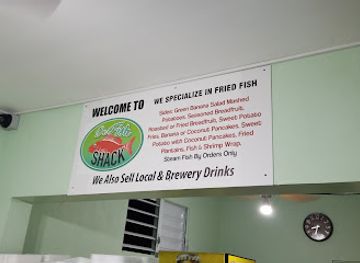 WELCOME TO
WE SPECIALIZE IN FRIED FISH
SHACK
Sides: Green Banana Salad Mashed
Potatoes, Seasoned Breadfruit,
Roasted or Fried Breadfruit, Sweet Potato
Fries, Banana or Coconut Pancakes, Sweet
Potato with Coconut Pancakes, Fried
Plantains, Fish & Shrimp Wrap.
Steam Fish By Orders Only
We Also Sell Local & Brewery Drinks